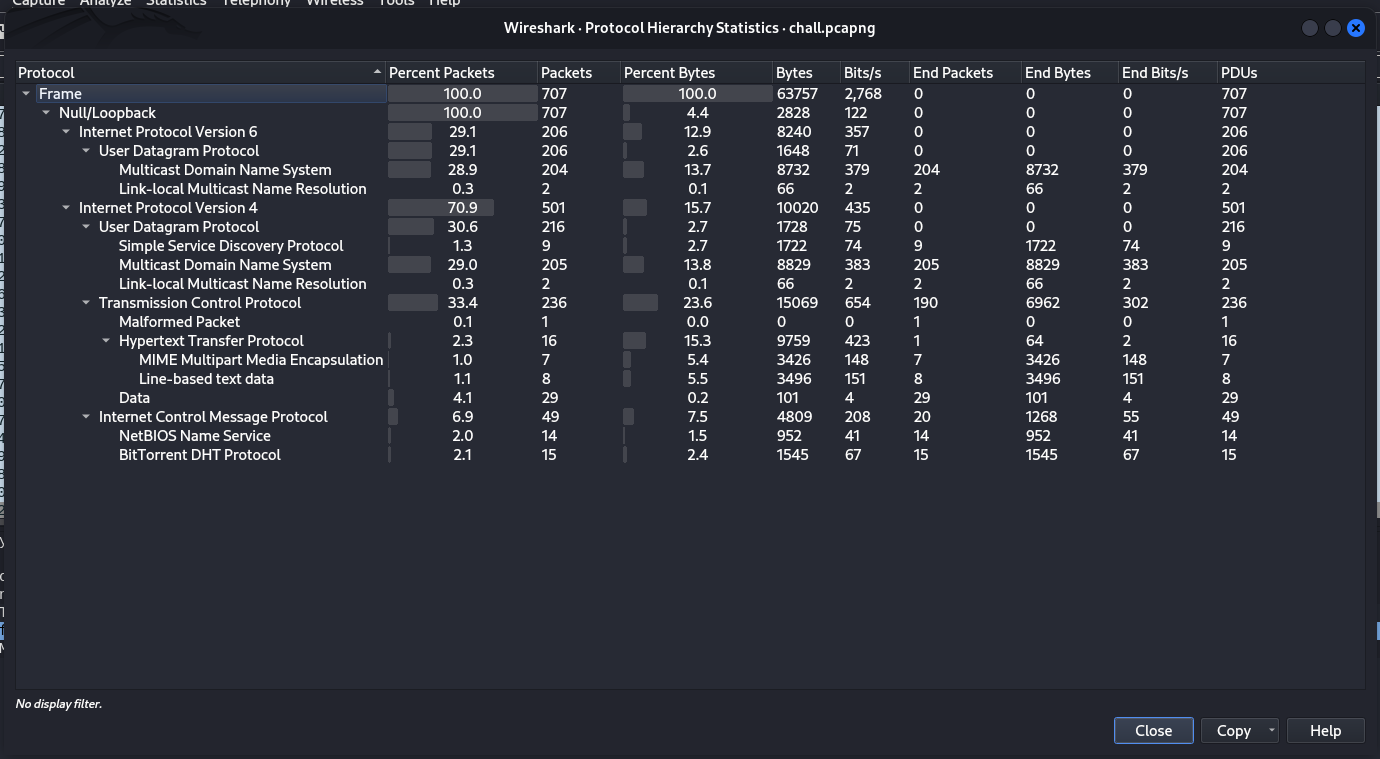 Capture Analyze Statistics Telephony Wireless Tools Help
Wireshark · Protocol Hierarchy Statistics · chall.pcapng
Protocol Percent Packets Packets Percent Bytes Bytes Bits/s End Packets End Bytes End Bits/s PDUs
Frame 100.0 707 100.0 63757 2,768 0 0 0 707
Null/Loopback 100.0 707 4.4 2828 122 0 0 0 707
Internet Protocol Version 6 29.1 206 12.9 8240 357 0 0 0 206
User Datagram Protocol 29.1 206 2.6 1648 71 0 0 0 206
Multicast Domain Name System 28.9 204 13.7 8732 379 204 8732 379 204
Link-local Multicast Name Resolution 0.3 2 0.1 66 2 2 66 2 2
Internet Protocol Version 4 70.9 501 15.7 10020 435 0 0 0 501
User Datagram Protocol 30.6 216 2.7 1728 75 0 0 0 216
Simple Service Discovery Protocol 1.3 9 2.7 1722 74 9 1722 74 9
Multicast Domain Name System 29.0 205 13.8 8829 383 205 8829 383 205
Link-local Multicast Name Resolution 0.3 2 0.1 66 2 2 66 2 2
Transmission Control Protocol 33.4 236 23.6 15069 654 190 6962 302 236
Malformed Packet 0.1 1 0.0 0 0 1 0 0 1
Hypertext Transfer Protocol 2.3 16 15.3 9759 423 1 64 2 16
MIME Multipart Media Encapsulation 1.0 7 5.4 3426 148 7 3426 148 7
Line-based text data 1.1 8 5.5 3496 151 8 3496 151 8
Data 4.1 29 0.2 101 4 29 101 4 29
Internet Control Message Protocol 6.9 49 7.5 4809 208 20 1268 55 49
NetBIOS Name Service 2.0 14 1.5 952 41 14 952 41 14
BitTorrent DHT Protocol 2.1 15 2.4 1545 67 15 1545 67 15
No display filter.
Close Copy Help